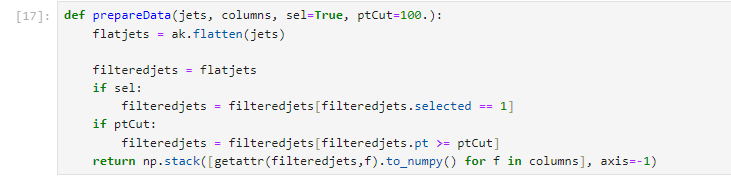 [17]: def prepareData(jets, columns, sel=True, ptCut=100.):
    flatjets = ak.flatten(jets)

    filteredjets = flatjets
    if sel:
        filteredjets = filteredjets[filteredjets.selected == 1]
    if ptCut:
        filteredjets = filteredjets[filteredjets.pt >= ptCut]
    return np.stack([getattr(filteredjets,f).to_numpy() for f in columns], axis=-1)